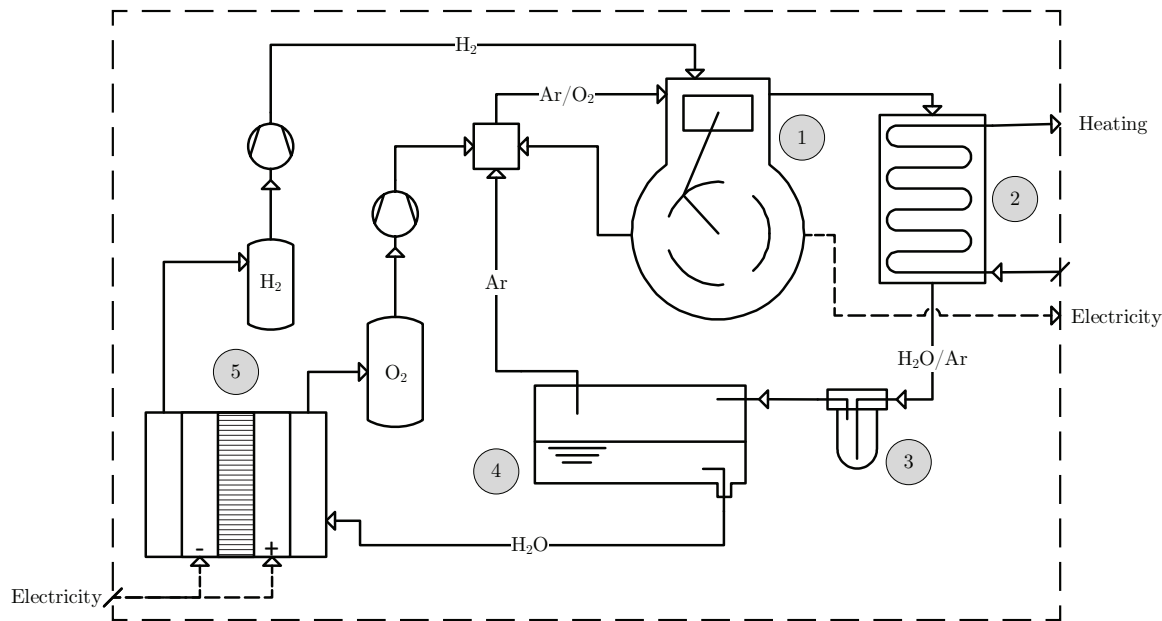 H₂
Ar/O₂
1
Heating
2
H₂
Ar
Electricity
H₂O/Ar
5
O₂
3
4
- +
H₂O
Electricity